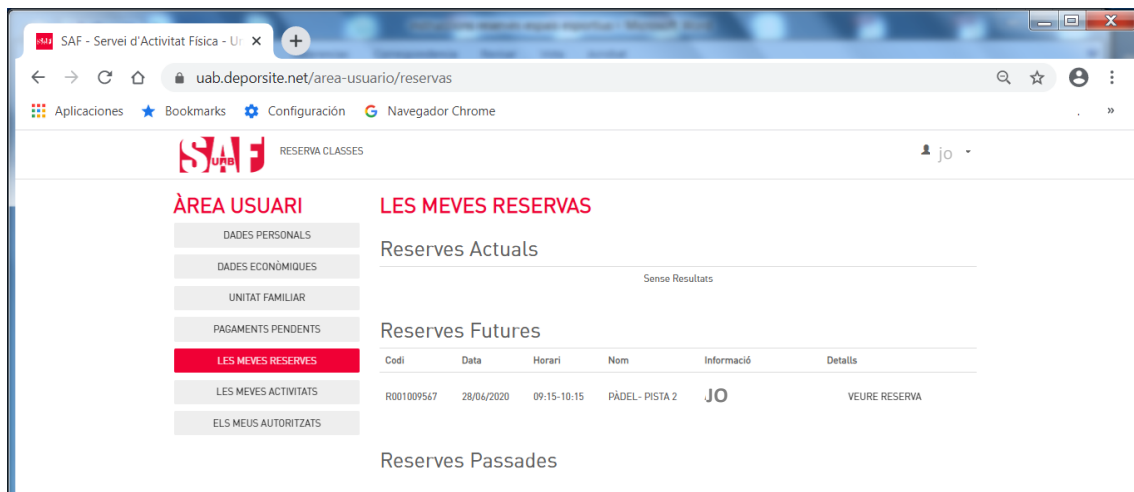 SAF - Servei d'Activitat Física - Ur
uab.deporsite.net/area-usuario/reservas
Aplicaciones Bookmarks Configuración G Navegador Chrome »
SAF UAB RESERVA CLASSES jo
ÀREA USUARI
DADES PERSONALS
DADES ECONÒMIQUES
UNITAT FAMILIAR
PAGAMENTS PENDENTS
LES MEVES RESERVES
LES MEVES ACTIVITATS
ELS MEUS AUTORITZATS
LES MEVES RESERVAS
Reserves Actuals
Sense Resultats
Reserves Futures
Codi Data Horari Nom Informació Detalls
R001009567 28/06/2020 09:15-10:15 PÀDEL- PISTA 2 JO VEURE RESERVA
Reserves Passades